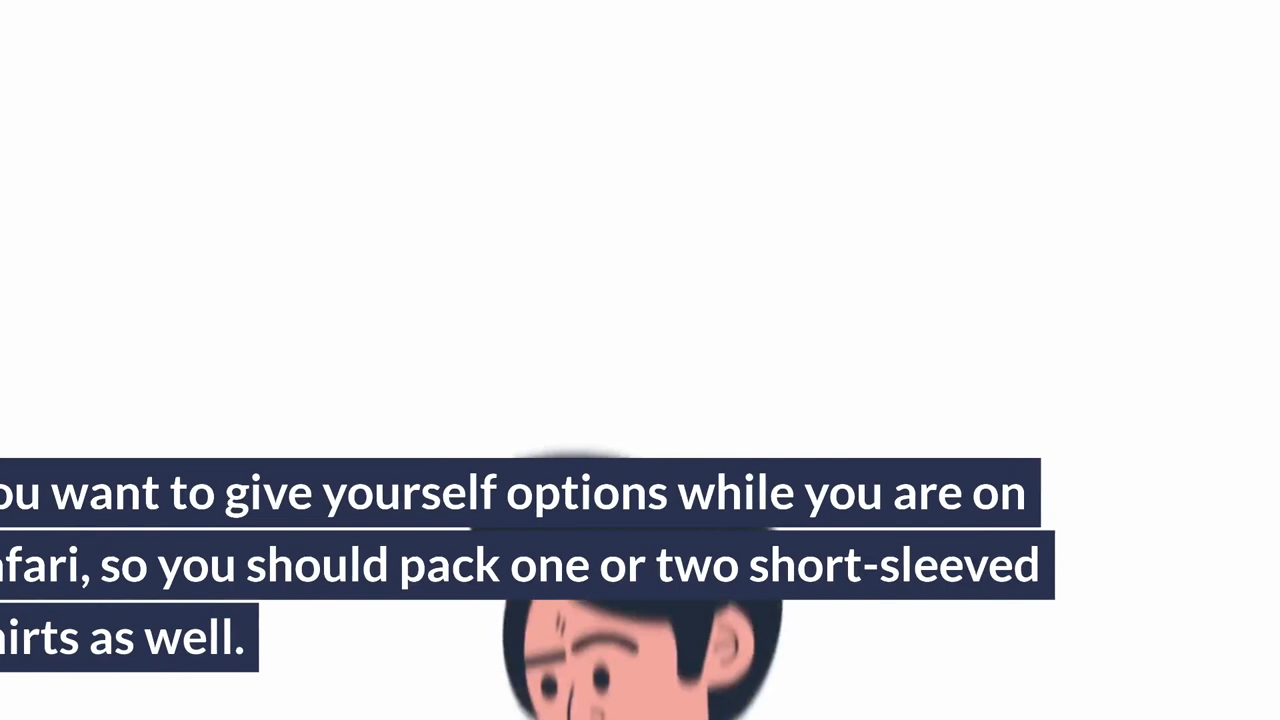 ou want to give yourself options while you are on
afari, so you should pack one or two short-sleeved
hirts as well.